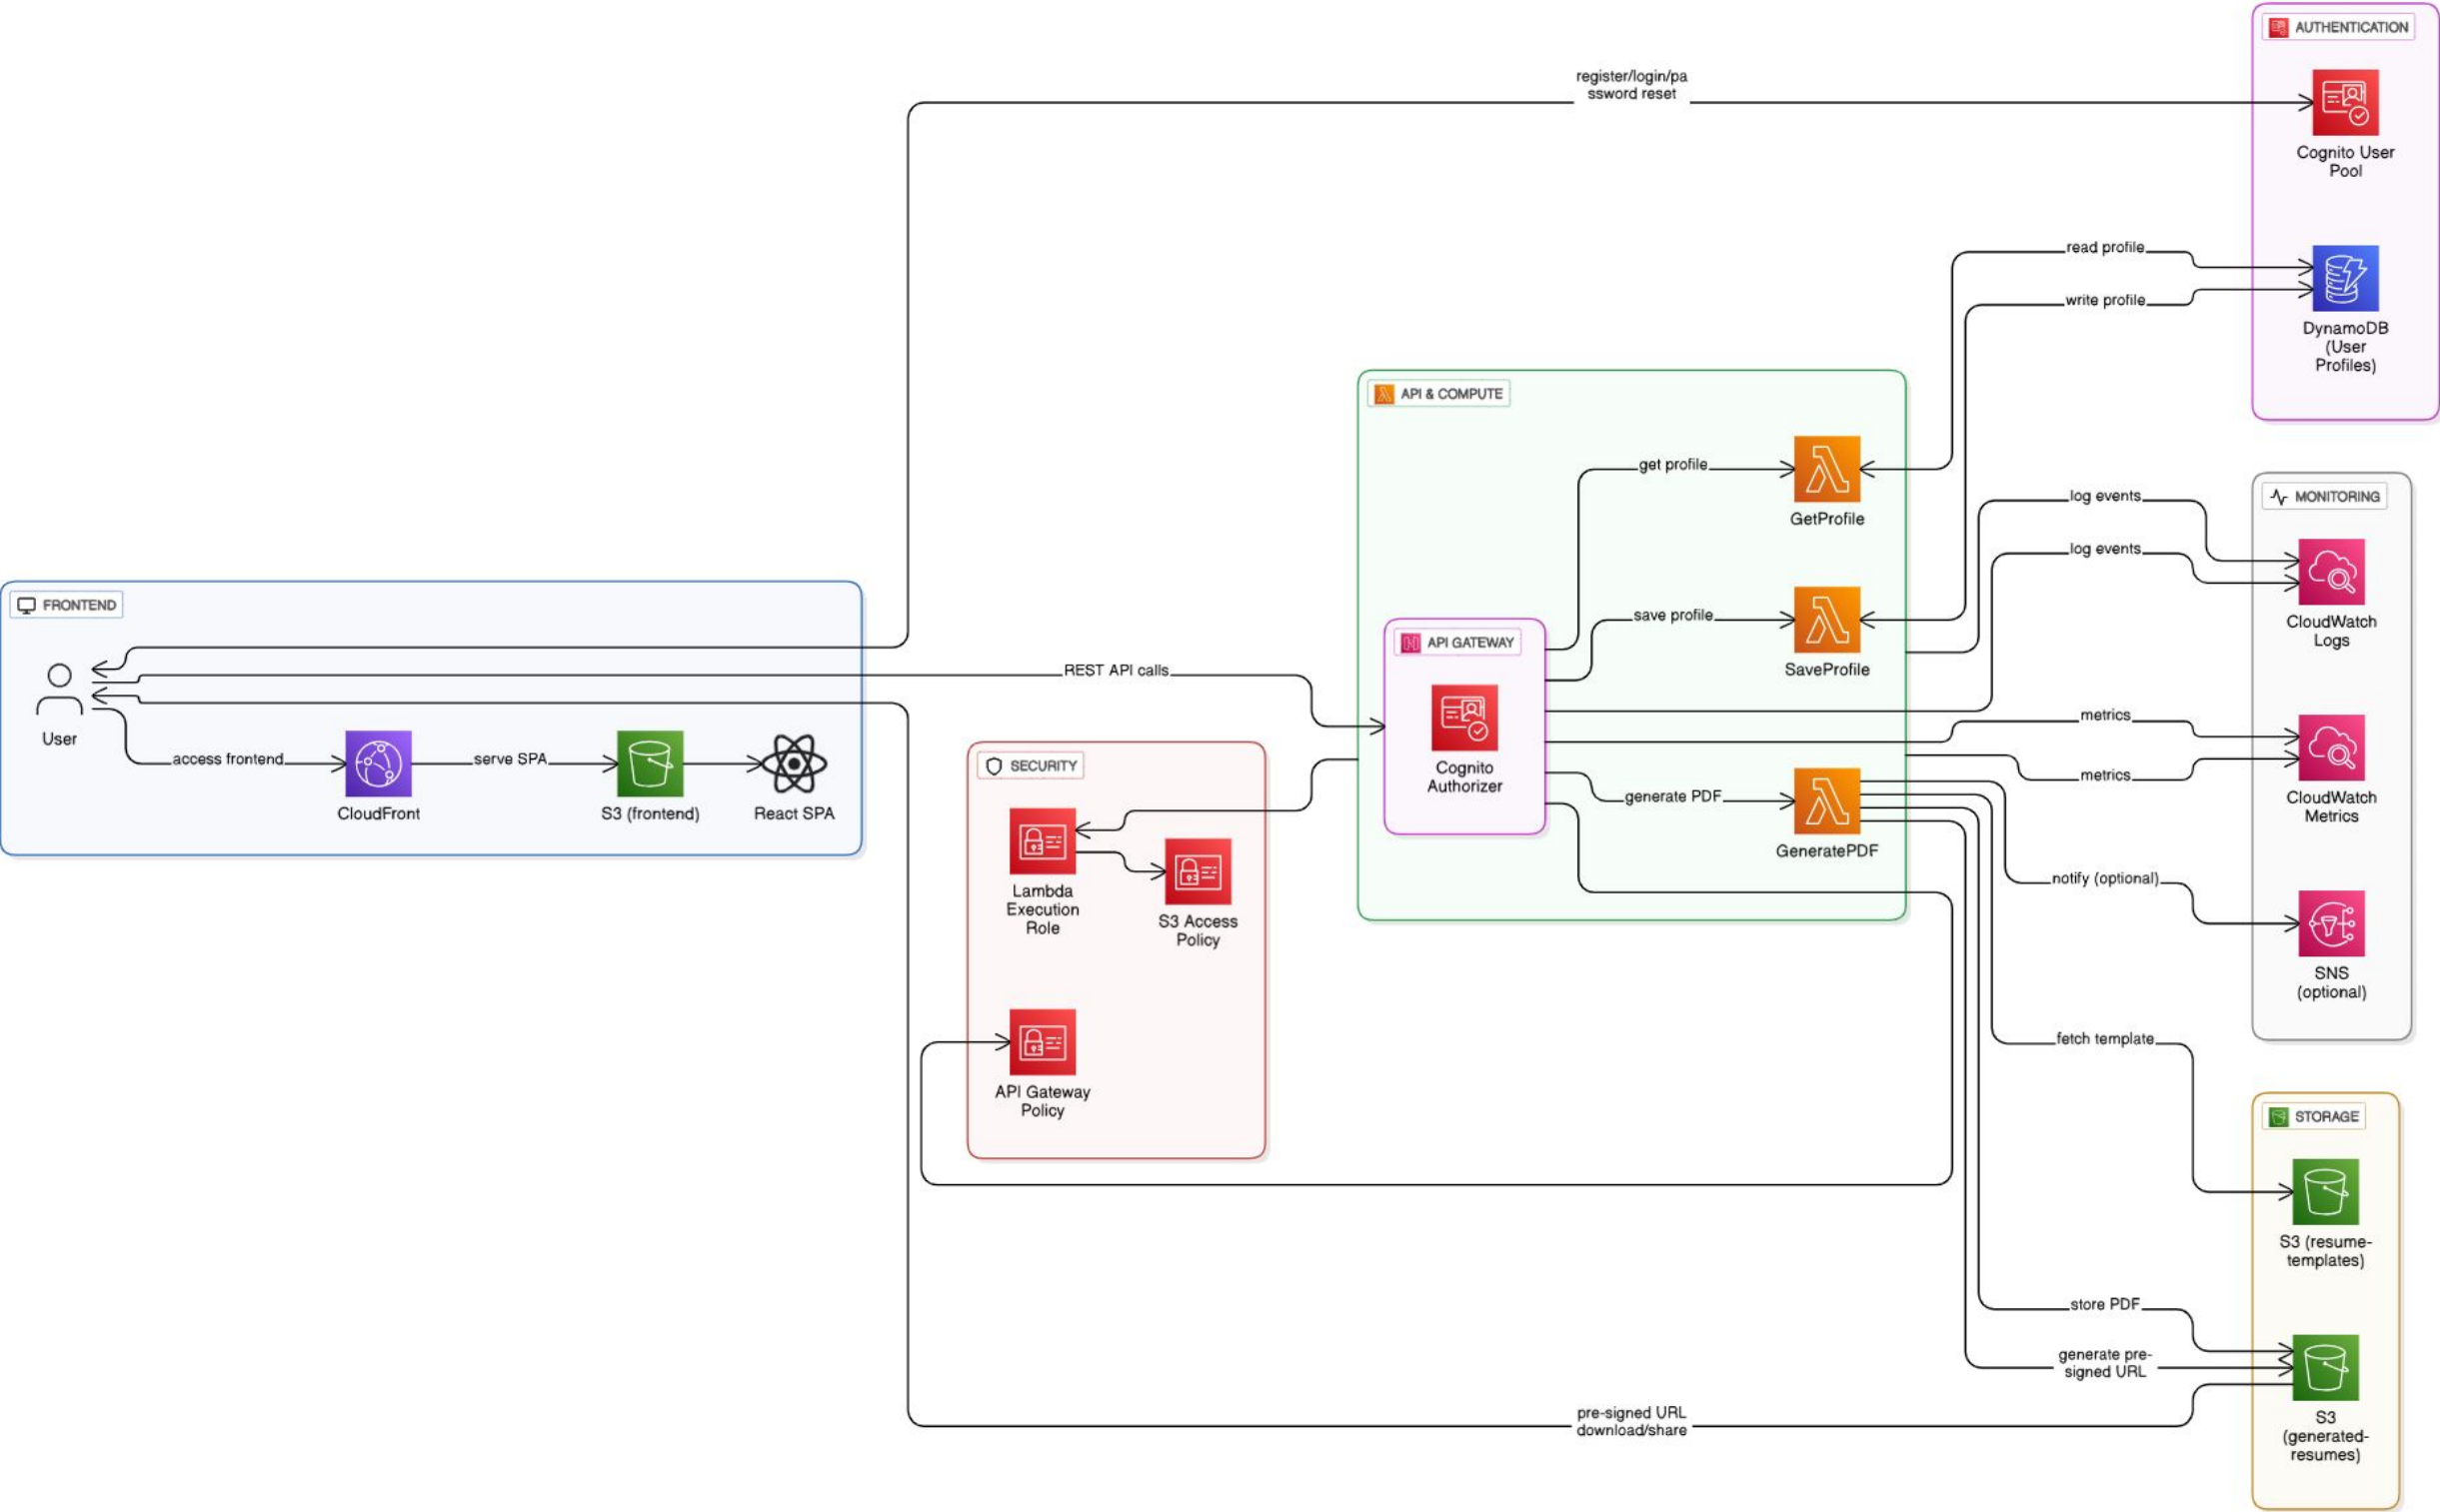 AUTHENTICATION
register/login/pa
ssword reset
Cognito User
Pool
read profile
write profile
DynamoDB
(User
Profiles)
API & COMPUTE
get profile
GetProfile
save profile
SaveProfile
API GATEWAY
Cognito
Authorizer
generate PDF
GeneratePDF
MONITORING
log events
log events
CloudWatch
Logs
metrics
metrics
CloudWatch
Metrics
notify (optional)
SNS
(optional)
FRONTEND
User
REST API calls
access frontend
CloudFront
serve SPA
S3 (frontend)
React SPA
SECURITY
Lambda
Execution
Role
S3 Access
Policy
API Gateway
Policy
fetch template
STORAGE
S3 (resume-
templates)
store PDF
generate pre-
signed URL
pre-signed URL
download/share
S3
(generated-
resumes)